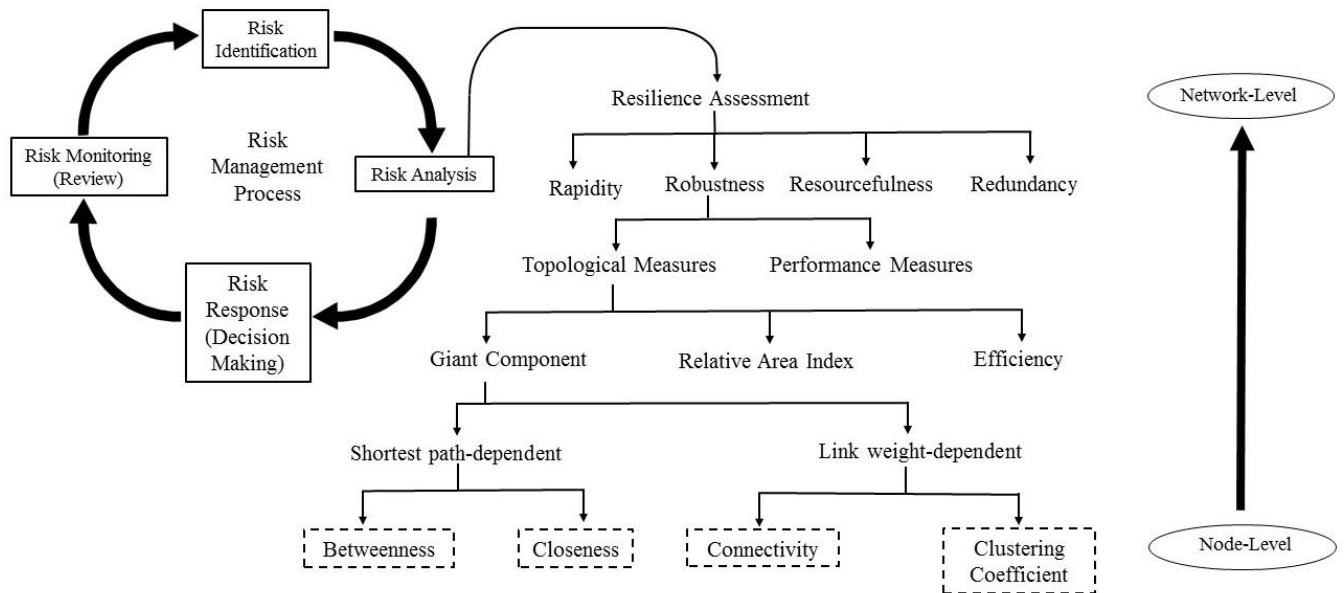 Risk
Identification
Risk Monitoring
(Review)
Risk
Management
Process
Risk Analysis
Risk
Response
(Decision
Making)
Resilience Assessment
Rapidity
Robustness
Resourcefulness
Redundancy
Topological Measures
Performance Measures
Giant Component
Relative Area Index
Efficiency
Shortest path-dependent
Link weight-dependent
Betweenness
Closeness
Connectivity
Clustering
Coefficient
Network-Level
Node-Level